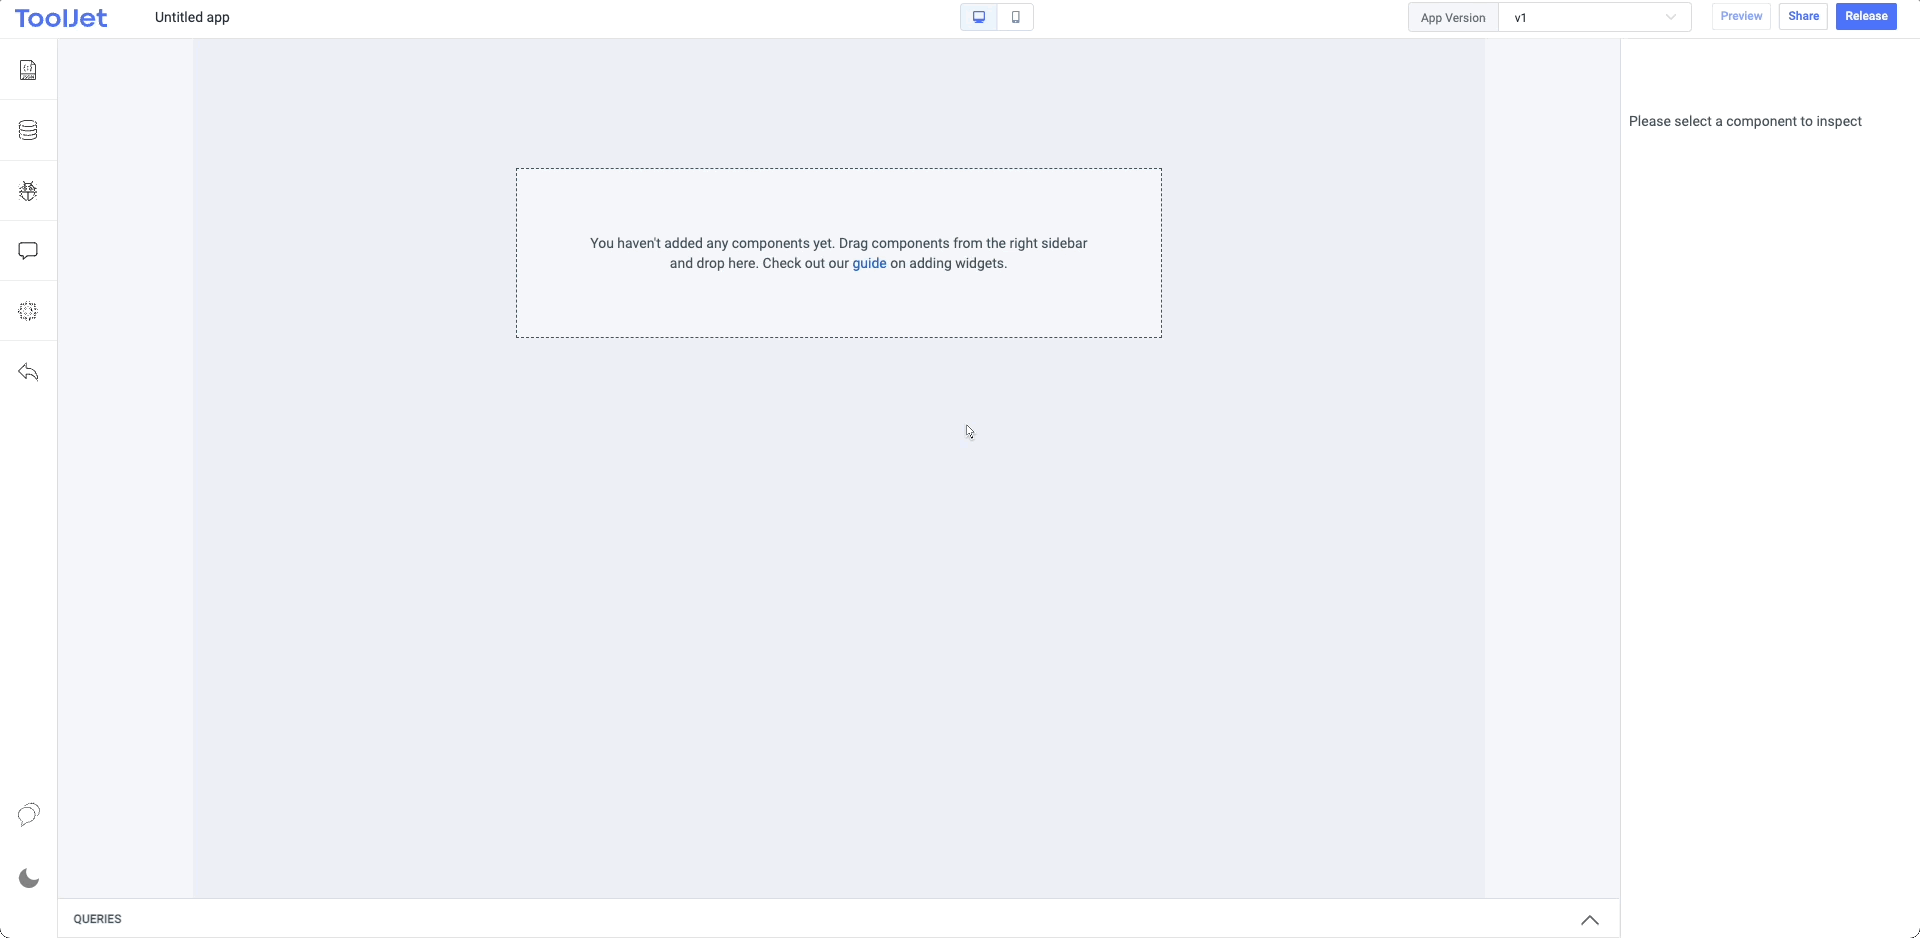 ToolJet
Untitled app
App Version
v1
Preview
Share
Release
Please select a component to inspect
You haven't added any components yet. Drag components from the right sidebar
and drop here. Check out our guide on adding widgets.
QUERIES